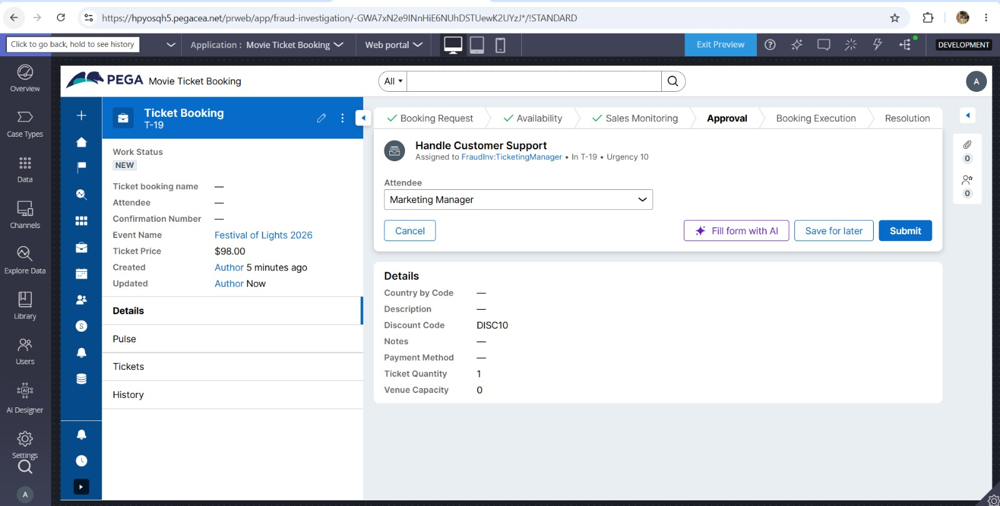 https://hpyosqh5.pegacea.net/prweb/app/fraud-investigation/-GWA7xN2e9INnHiE6NUhDSTUewK2UYzJ*/!STANDARD
Click to go back, hold to see history
Application : Movie Ticket Booking
Web portal
Exit Preview
DEVELOPMENT
Overview
Case Types
Data
Channels
Explore Data
Library
Users
AI
AI Designer
Settings
A
PEGA Movie Ticket Booking
All
A
Ticket Booking
T-19
Work Status
NEW
Ticket booking name —
Attendee —
Confirmation Number —
Event Name Festival of Lights 2026
Ticket Price $98.00
Created Author 5 minutes ago
Updated Author Now
Details
Pulse
Tickets
History
Booking Request
Availability
Sales Monitoring
Approval
Booking Execution
Resolution
Handle Customer Support
Assigned to FraudInv:TicketingManager • In T-19 • Urgency 10
Attendee
Marketing Manager
Cancel
Fill form with AI
Save for later
Submit
Details
Country by Code —
Description —
Discount Code DISC10
Notes —
Payment Method —
Ticket Quantity 1
Venue Capacity 0
0
0